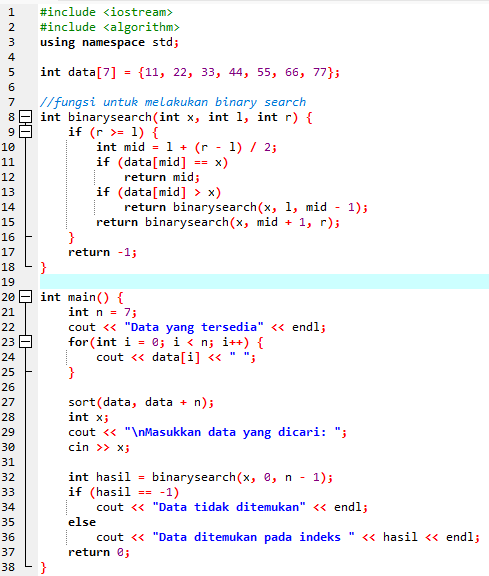 1 #include <iostream>
2 #include <algorithm>
3 using namespace std;
4
5 int data[7] = {11, 22, 33, 44, 55, 66, 77};
6
7 //fungsi untuk melakukan binary search
8 int binarysearch(int x, int l, int r) {
9     if (r >= l) {
10         int mid = l + (r - l) / 2;
11         if (data[mid] == x)
12             return mid;
13         if (data[mid] > x)
14             return binarysearch(x, l, mid - 1);
15         return binarysearch(x, mid + 1, r);
16     }
17     return -1;
18 }
19
20 int main() {
21     int n = 7;
22     cout << "Data yang tersedia" << endl;
23     for(int i = 0; i < n; i++) {
24         cout << data[i] << " ";
25     }
26
27     sort(data, data + n);
28     int x;
29     cout << "\nMasukkan data yang dicari: ";
30     cin >> x;
31
32     int hasil = binarysearch(x, 0, n - 1);
33     if (hasil == -1)
34         cout << "Data tidak ditemukan" << endl;
35     else
36         cout << "Data ditemukan pada indeks " << hasil << endl;
37     return 0;
38 }